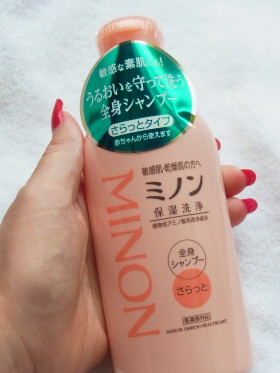 敏感な素肌に!
うるおいを守って洗う
全身シャンプー
さらっとタイプ
赤ちゃんから使えます
敏感肌・乾燥肌の方へ
ミノン
保湿洗浄
植物性アミノ酸系洗浄成分
全身
シャンプー
さらっと
医薬部外品
DAIICHI SANKYO HEALTHCARE
MINON